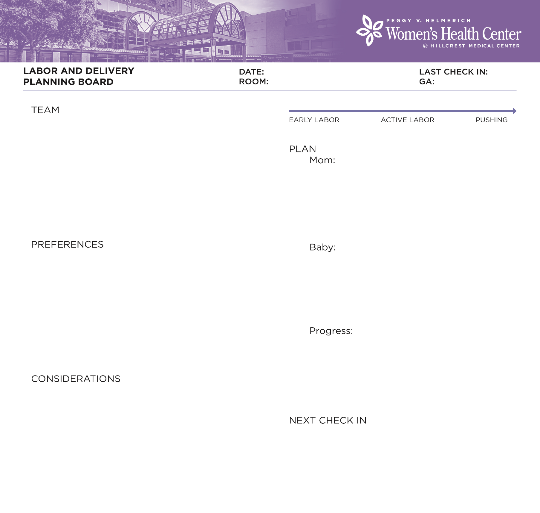 PEGGY V. HELMERICH
Women's Health Center
at HILLCREST MEDICAL CENTER
LABOR AND DELIVERY
PLANNING BOARD
DATE:
ROOM:
LAST CHECK IN:
GA:
TEAM
EARLY LABOR ACTIVE LABOR PUSHING
PLAN
Mom:
PREFERENCES
Baby:
Progress:
CONSIDERATIONS
NEXT CHECK IN